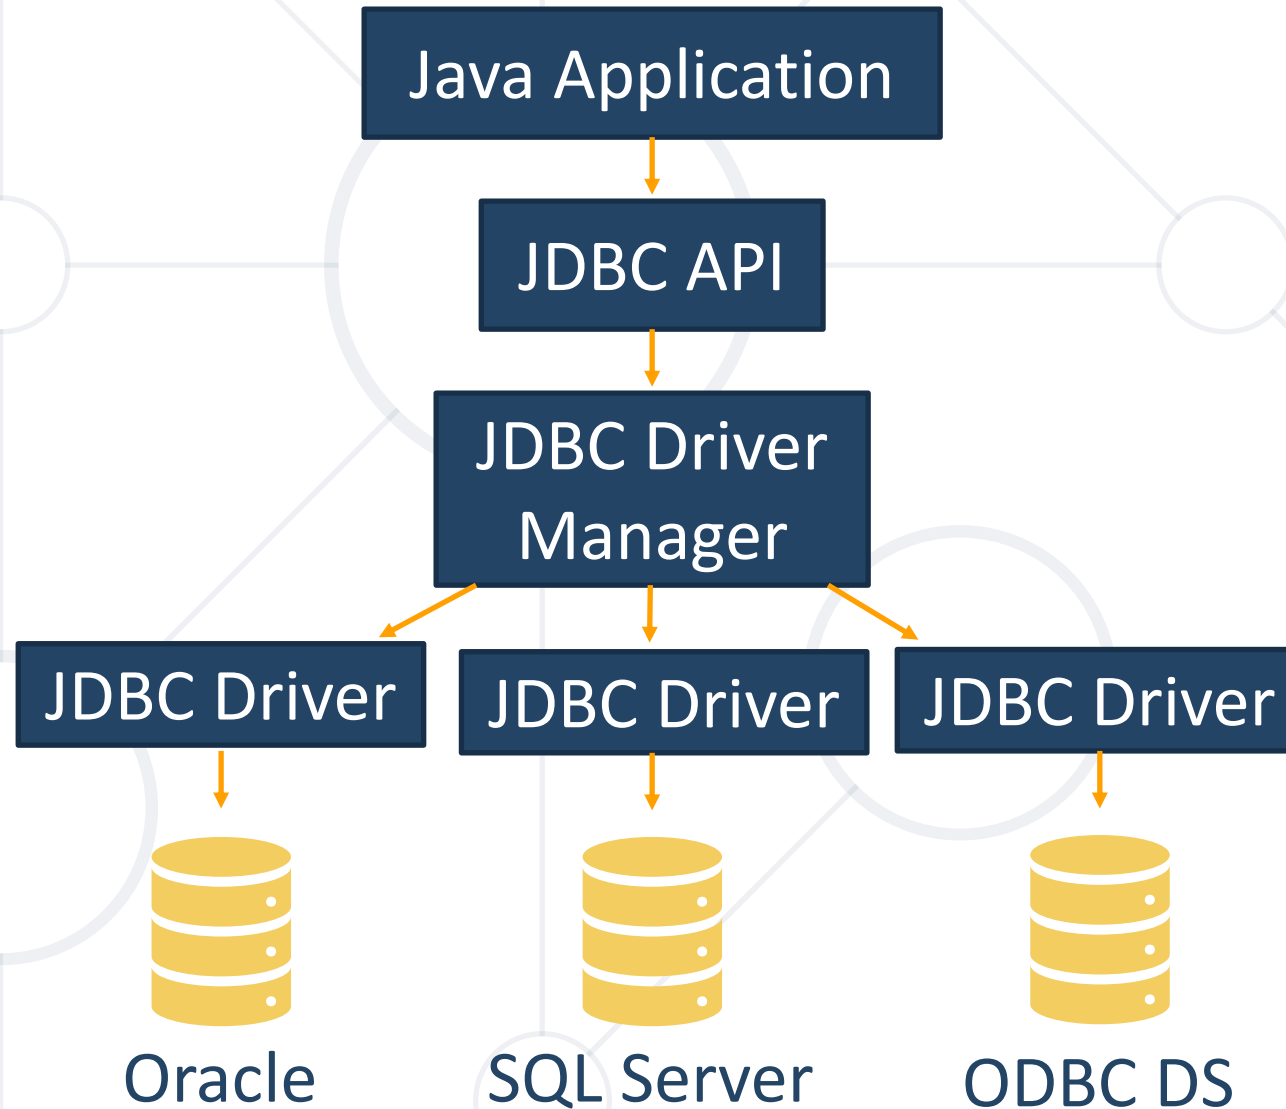 Java Application
JDBC API
JDBC Driver
Manager
JDBC Driver
JDBC Driver
JDBC Driver
Oracle
SQL Server
ODBC DS